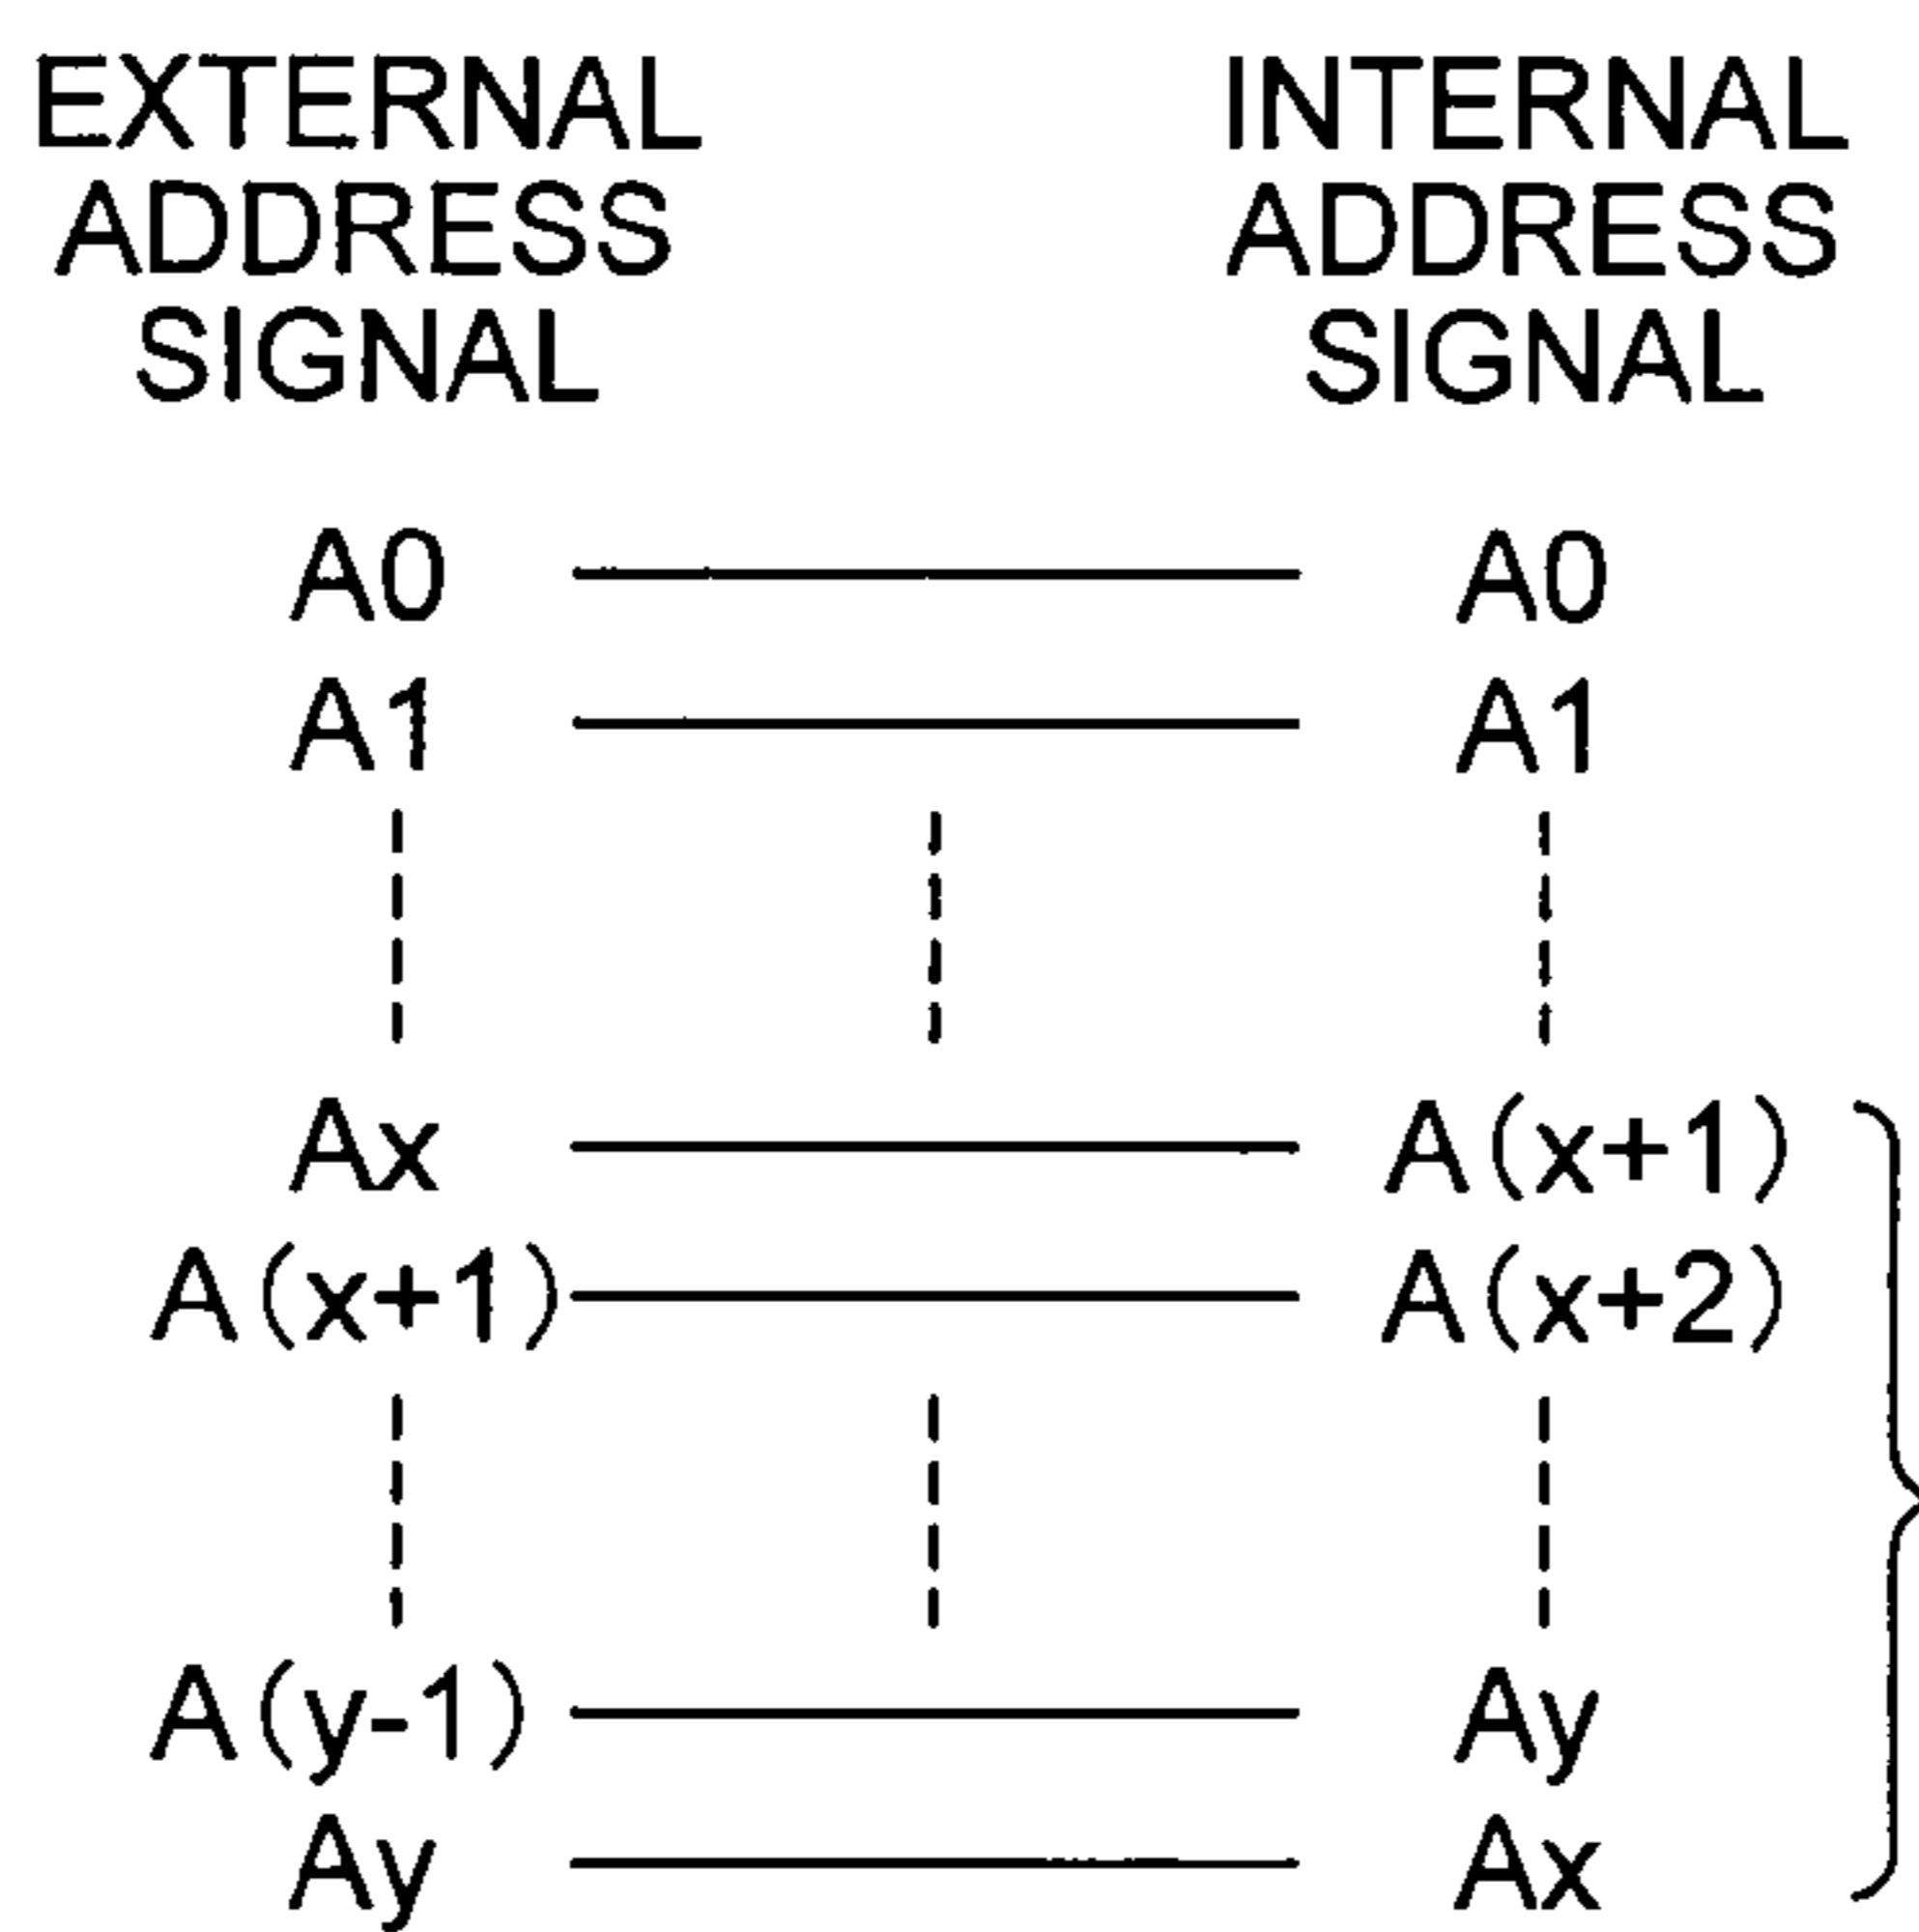 EXTERNAL ADDRESS SIGNAL
INTERNAL ADDRESS SIGNAL
A0 A0
A1 A1
Ax A(x+1)
A(x+1) A(x+2)
A(y-1) Ay
Ay Ax